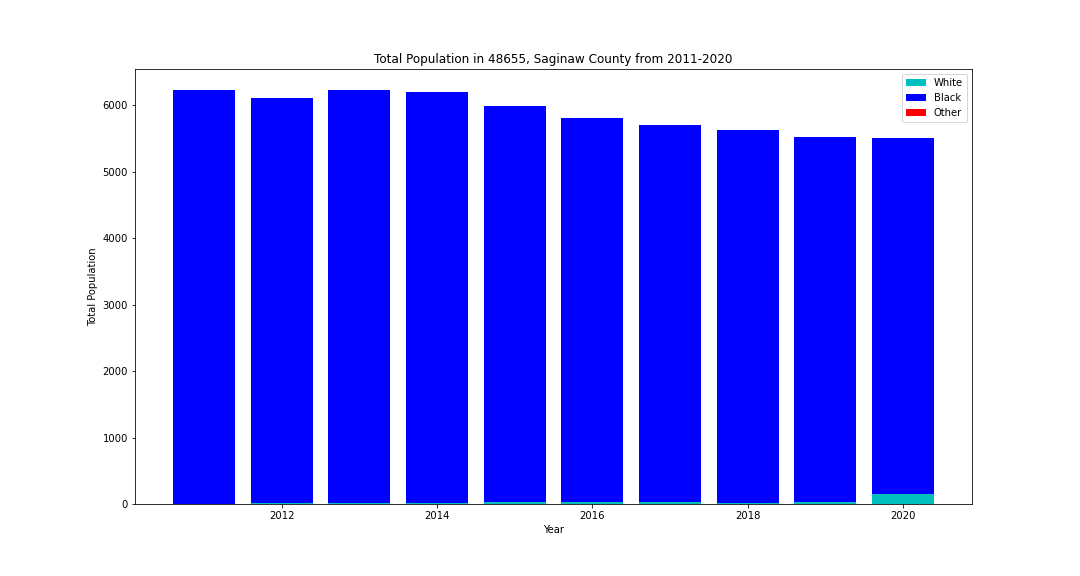 Total Population in 48655, Saginaw County from 2011-2020
White
Black
Other
Total Population
6000
5000
4000
3000
2000
1000
0
2012
2014
2016
2018
2020
Year